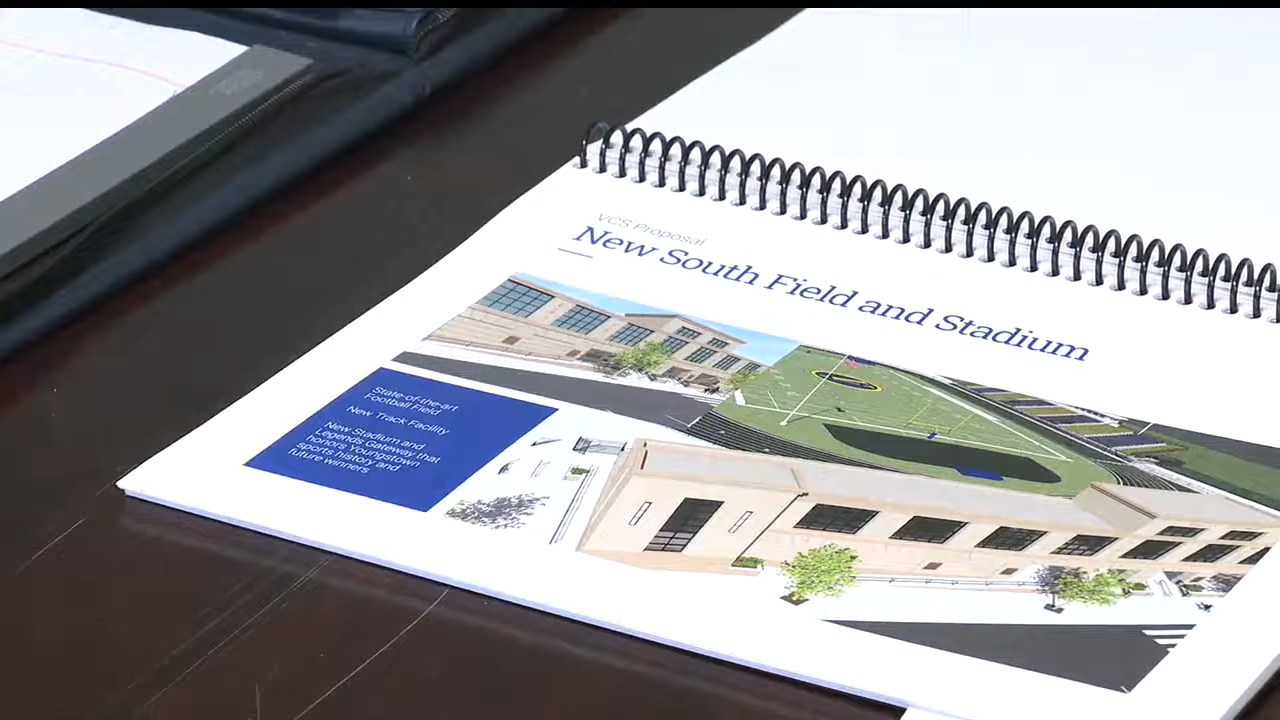 VCS Proposal
New South Field and Stadium
State-of-the-art
Football Field
New Track Facility
New Stadium and
Legends Gateway that
honors Youngstown
sports history and
future winners